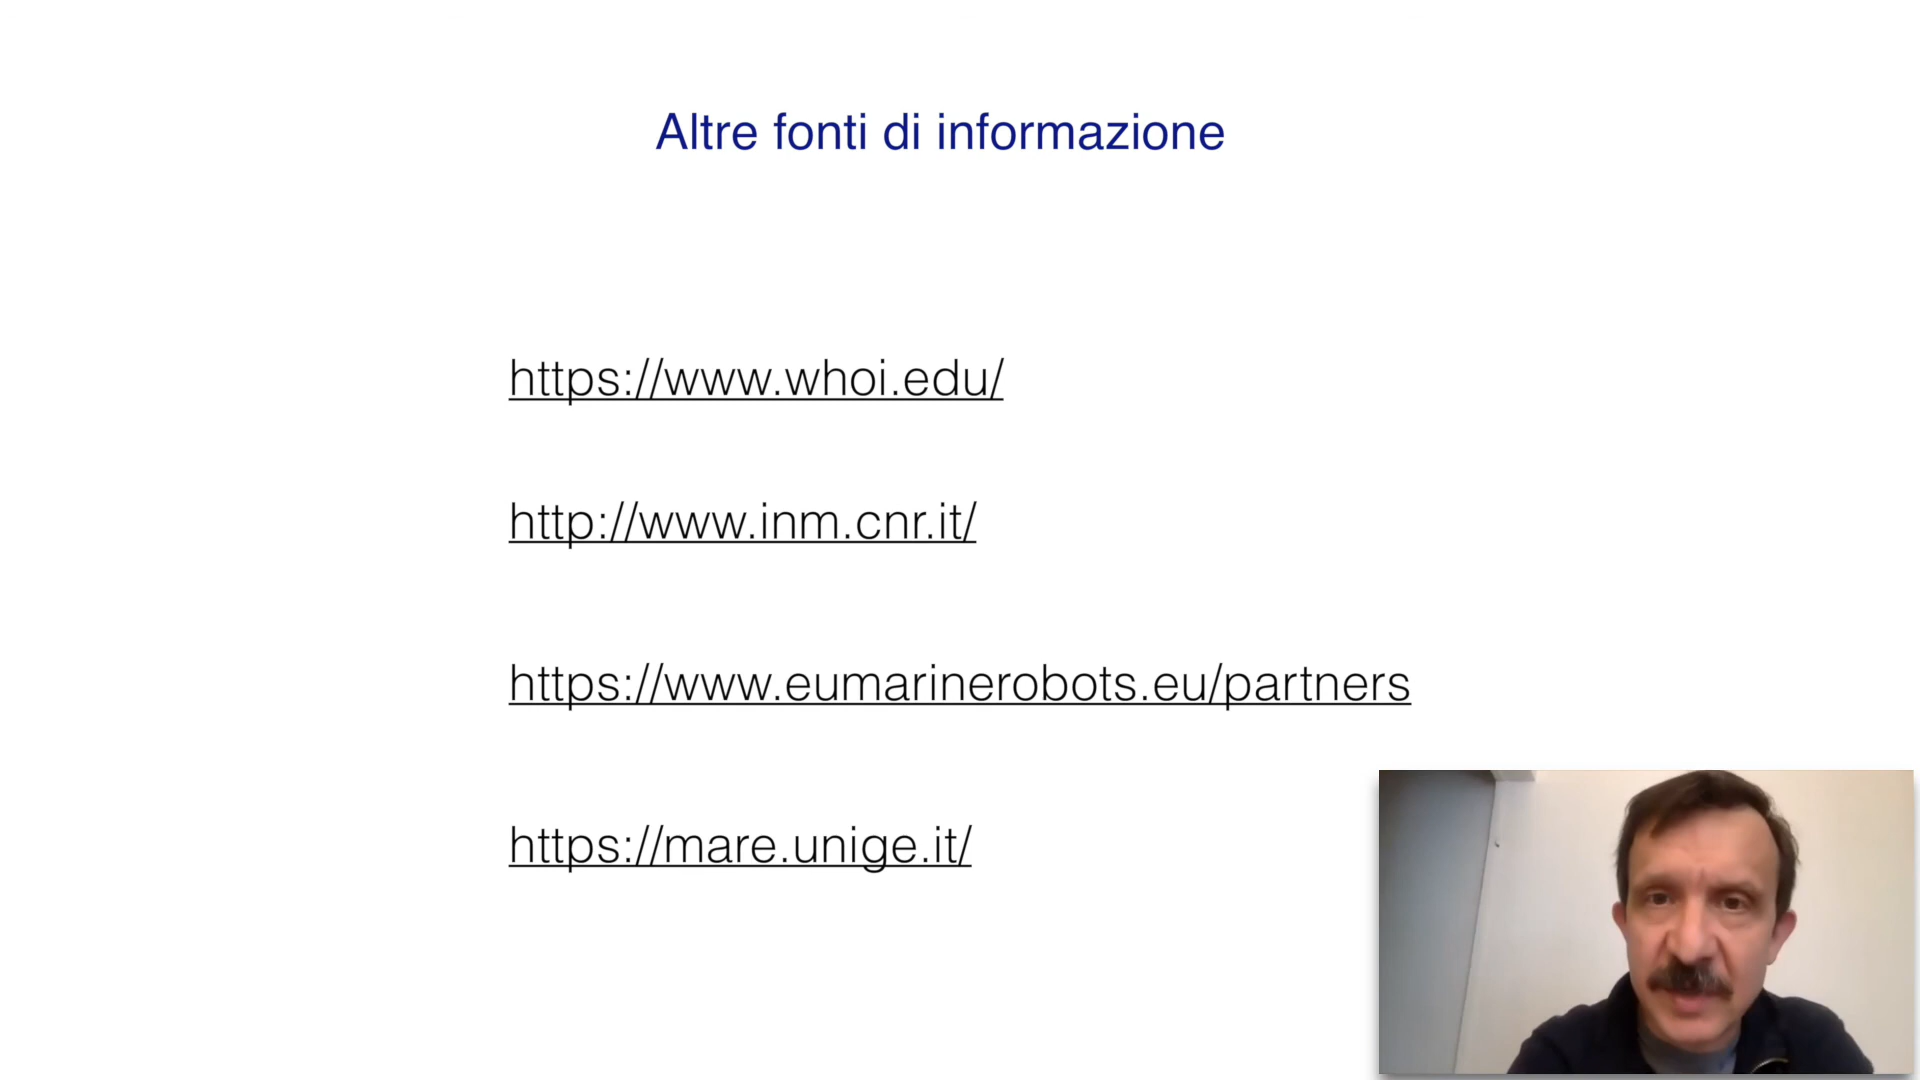 Altre fonti di informazione
https://www.whoi.edu/
http://www.inm.cnr.it/
https://www.eumarinerobots.eu/partners
https://mare.unige.it/